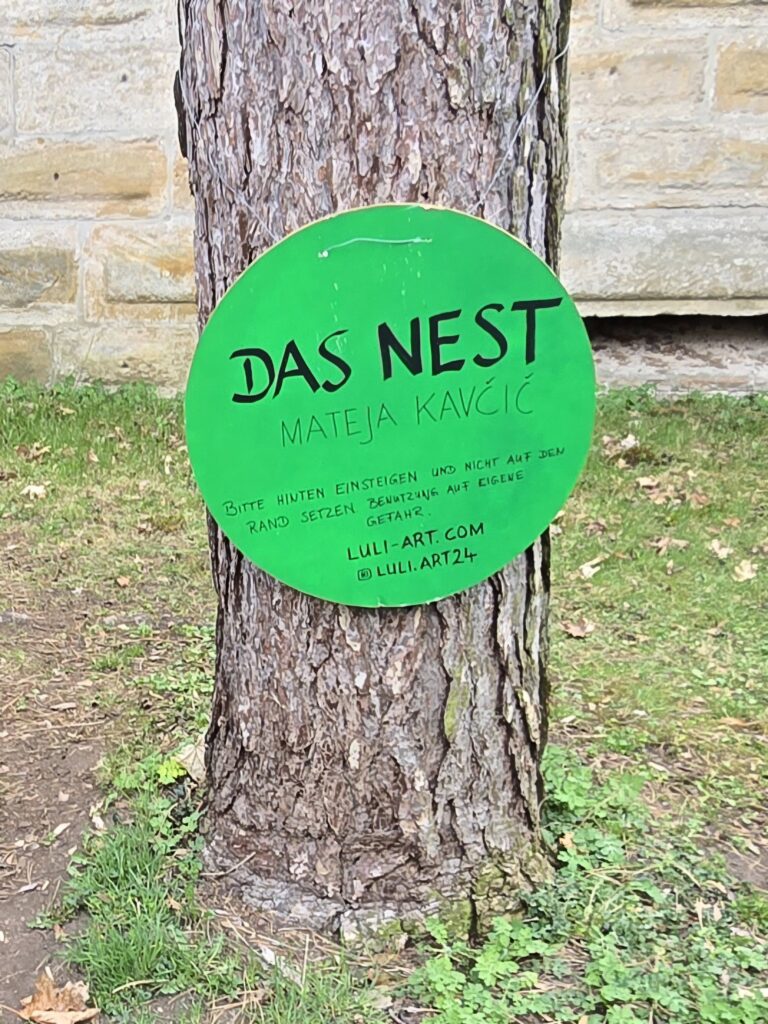 DAS NEST
MATEJA KAVČIČ
BITTE HINTEN EINSTEIGEN UND NICHT AUF DEN
RAND SETZEN BENUTZUNG AUF EIGENE
GEFAHR.
LULI-ART.COM
LULI.ART24